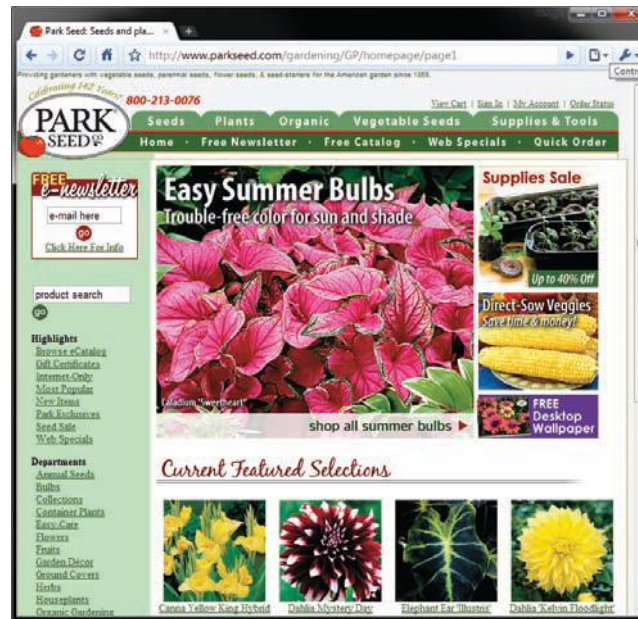 Park Seed: Seeds and pla...
http://www.parkseed.com/gardening/GP/homepage/page1
Contr
Providing gardeners with vegetable seeds, perennial seeds, flower seeds, & seed-starters for the American garden since 1868.
Celebrating 142 Years!
800-213-0076
View Cart | Sign In | My Account | Order Status
PARK
SEED CO
Seeds Plants Organic Vegetable Seeds Supplies & Tools
Home · Free Newsletter · Free Catalog · Web Specials · Quick Order
FREE
e-newsletter
e-mail here
go
Click Here For Info
product search
go
Highlights
Browse eCatalog
Gift Certificates
Internet-Only
Most Popular
New Items
Park Exclusives
Seed Sale
Web Specials
Departments
Annual Seeds
Bulbs
Collections
Container Plants
Easy-Care
Flowers
Fruits
Garden Décor
Ground Covers
Herbs
Houseplants
Organic Gardening
Easy Summer Bulbs
Trouble-free color for sun and shade
Caladium 'Sweetheart'
shop all summer bulbs
Supplies Sale
Up to 40% Off
Direct-Sow Veggies
Save time & money!
FREE
Desktop
Wallpaper
Current Featured Selections
Canna Yellow King Hybrid
Dahlia Mystery Day
Elephant Ear 'Illustris'
Dahlia 'Kelvin Floodlight'